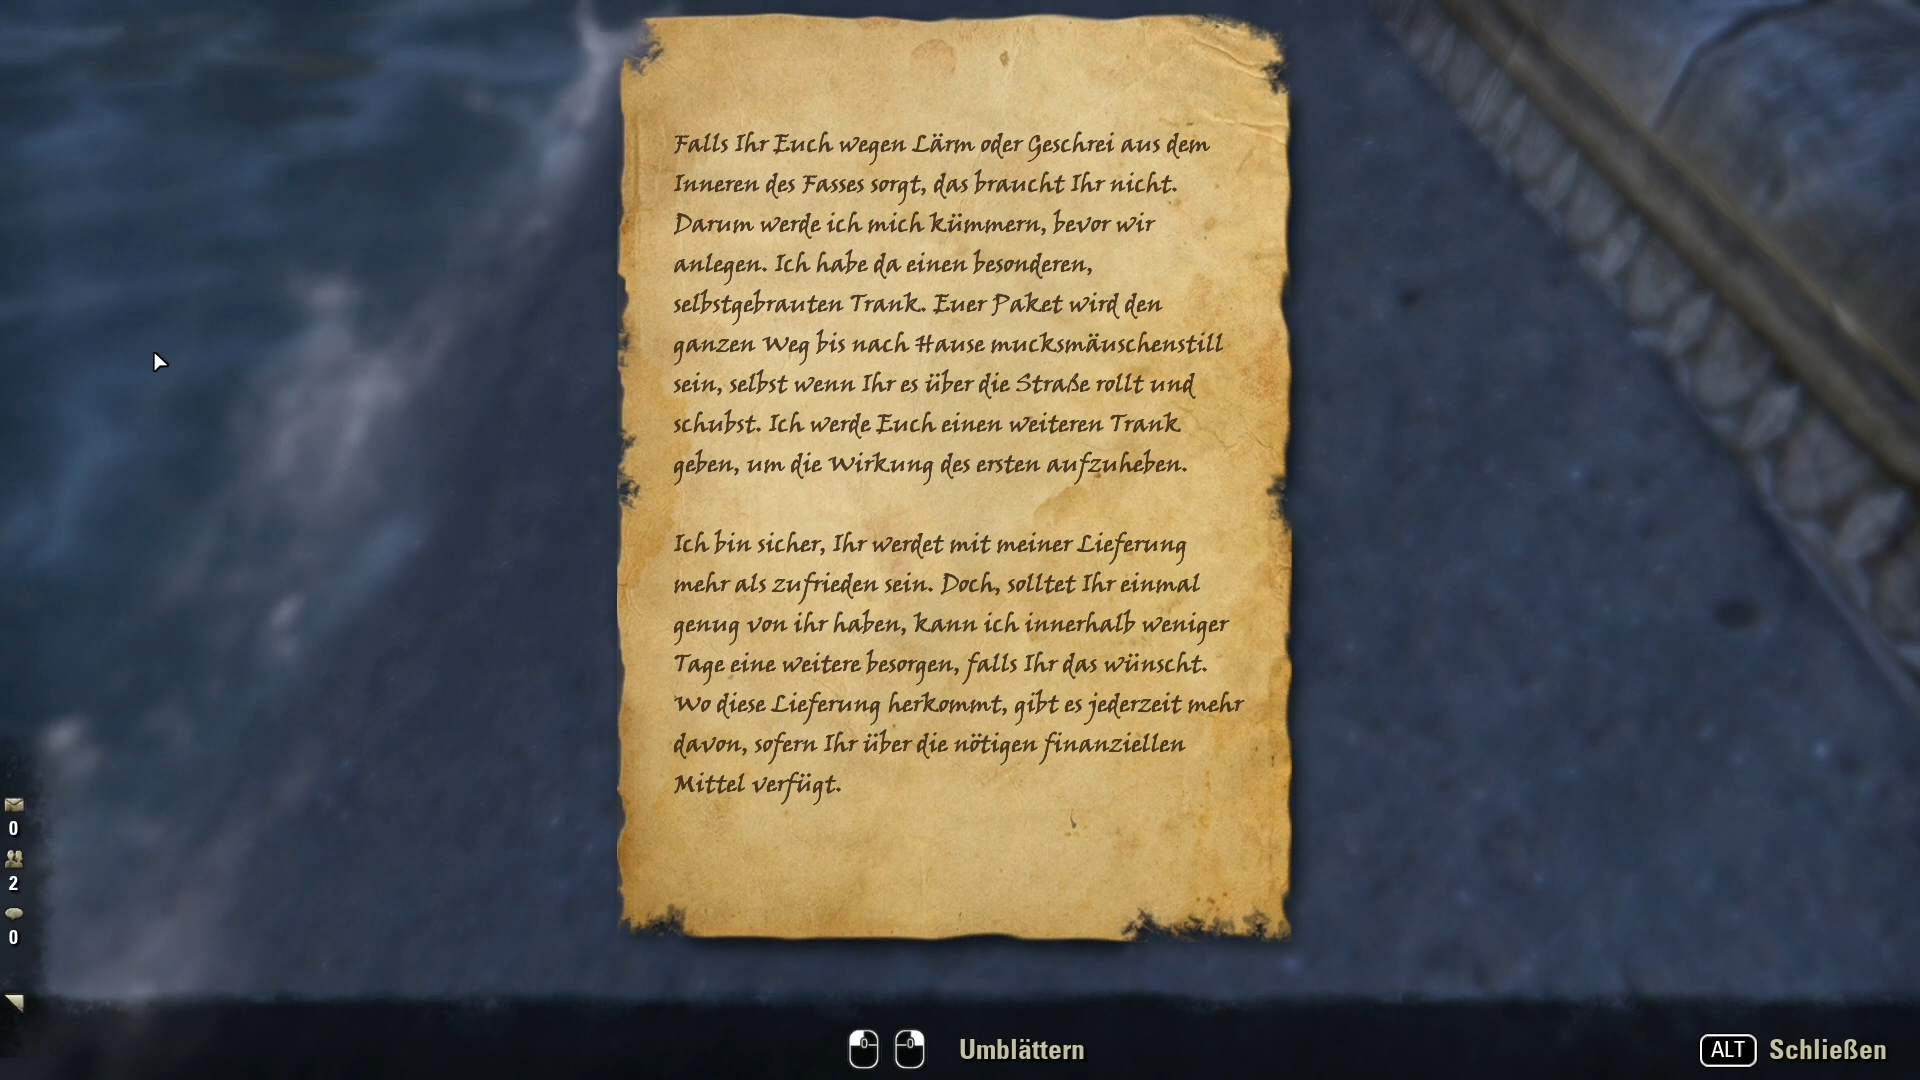 Falls Ihr Euch wegen Lärm oder Geschrei aus dem
Inneren des Fasses sorgt, das braucht Ihr nicht.
Darum werde ich mich kümmern, bevor wir
anlegen. Ich habe da einen besonderen,
selbstgebrauten Trank. Euer Paket wird den
ganzen Weg bis nach Hause mucksmäuschenstill
sein, selbst wenn Ihr es über die Straße rollt und
schubst. Ich werde Euch einen weiteren Trank
geben, um die Wirkung des ersten aufzuheben.
Ich bin sicher, Ihr werdet mit meiner Lieferung
mehr als zufrieden sein. Doch, solltet Ihr einmal
genug von ihr haben, kann ich innerhalb weniger
Tage eine weitere besorgen, falls Ihr das wünscht.
Wo diese Lieferung herkommt, gibt es jederzeit mehr
davon, sofern Ihr über die nötigen finanziellen
Mittel verfügt.
0
2
0
Umblättern
ALT Schließen